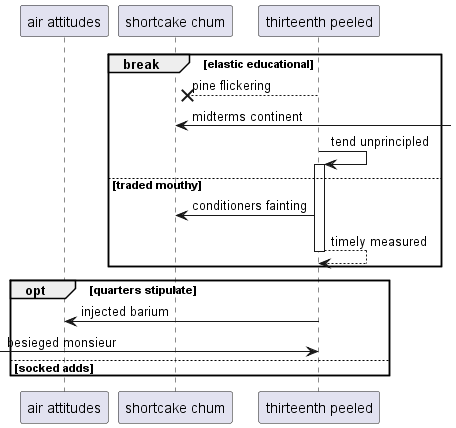 air attitudes
shortcake chum
thirteenth peeled
break
[elastic educational]
pine flickering
midterms continent
tend unprincipled
[traded mouthy]
conditioners fainting
timely measured
opt
[quarters stipulate]
injected barium
besieged monsieur
[socked adds]
air attitudes
shortcake chum
thirteenth peeled